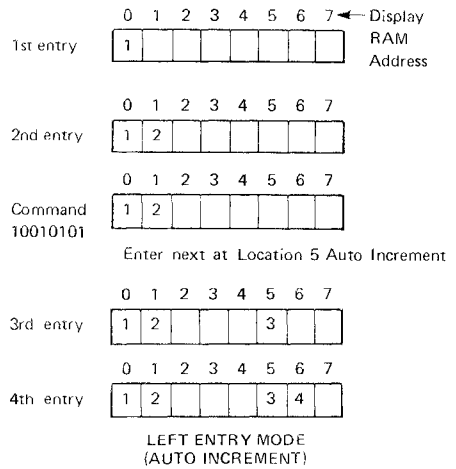 0 1 2 3 4 5 6 7 Display
RAM
Address
1st entry 1
0 1 2 3 4 5 6 7
2nd entry 1 2
0 1 2 3 4 5 6 7
Command 1 2
10010101
Enter next at Location 5 Auto Increment
0 1 2 3 4 5 6 7
3rd entry 1 2 3
0 1 2 3 4 5 6 7
4th entry 1 2 3 4
LEFT ENTRY MODE
(AUTO INCREMENT)